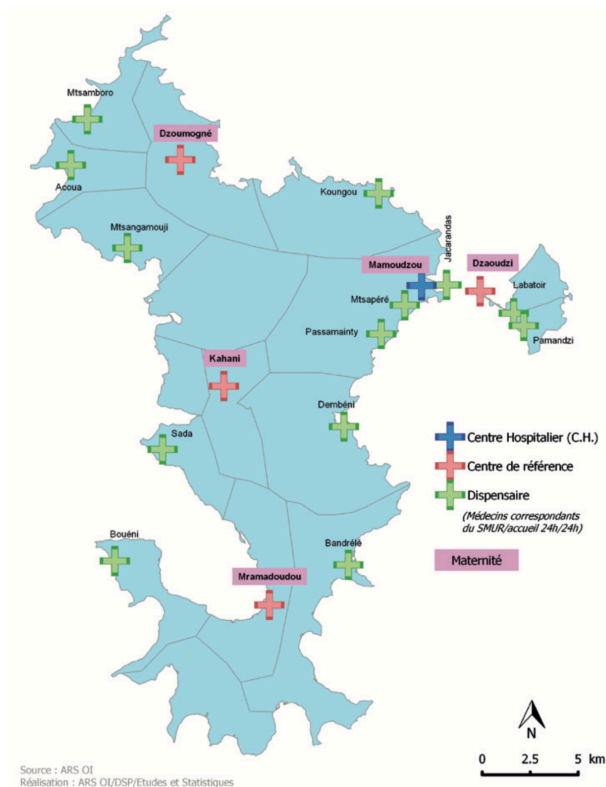 Mtsamboro
Dzoumogné
Acoua
Koungou
Mtsangamouji
Jacarandas
Mamoudzou
Dzaoudzi
Labatoir
Mtsapéré
Passamainty
Pamandzi
Kahani
Dembéni
Sada
Centre Hospitalier (C.H.)
Centre de référence
Dispensaire
(Médecins correspondants
du SMUR/accueil 24h/24h)
Bouéni
Bandrélé
Maternité
Mramadoudou
N
0 2.5 5 km
Source : ARS OI
Réalisation : ARS OI/DSP/Etudes et Statistiques